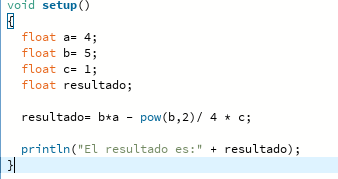 void setup()
{
float a= 4;
float b= 5;
float c= 1;
float resultado;
resultado= b*a - pow(b,2)/ 4 * c;
println("El resultado es:" + resultado);
}